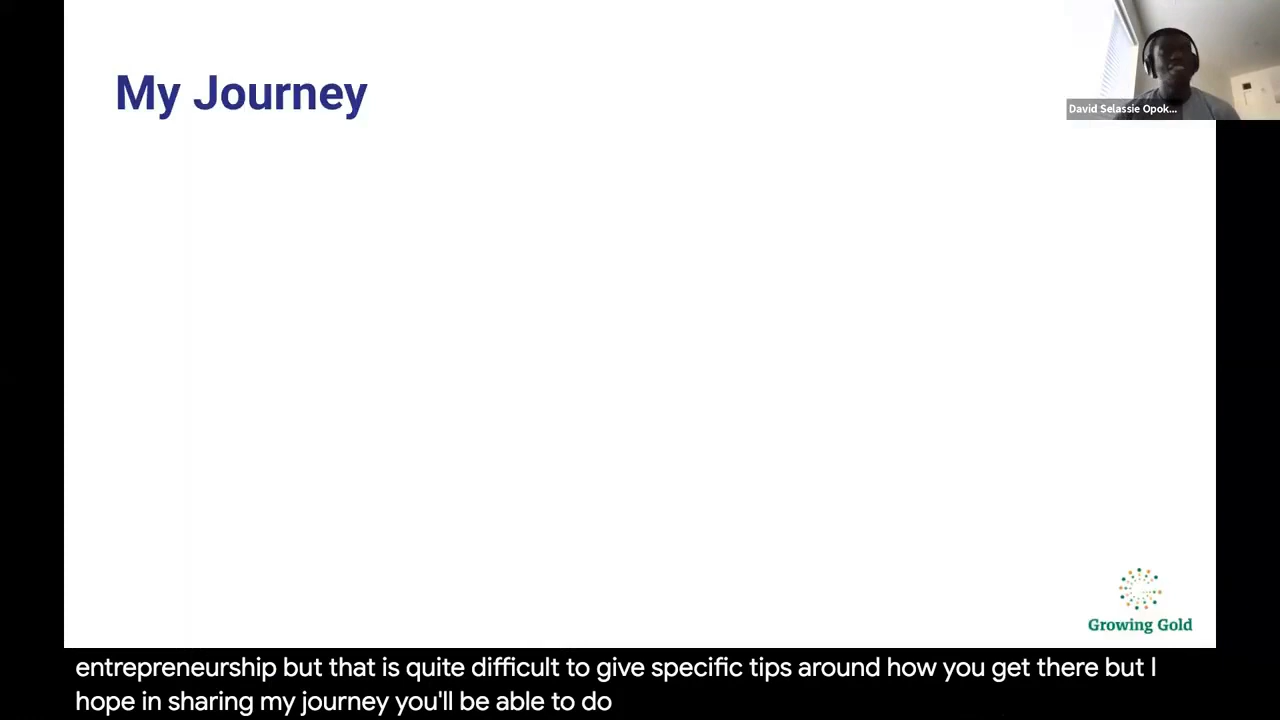 My Journey
David Selassie Opok...
Growing Gold
entrepreneurship but that is quite difficult to give specific tips around how you get there but I
hope in sharing my journey you'll be able to do